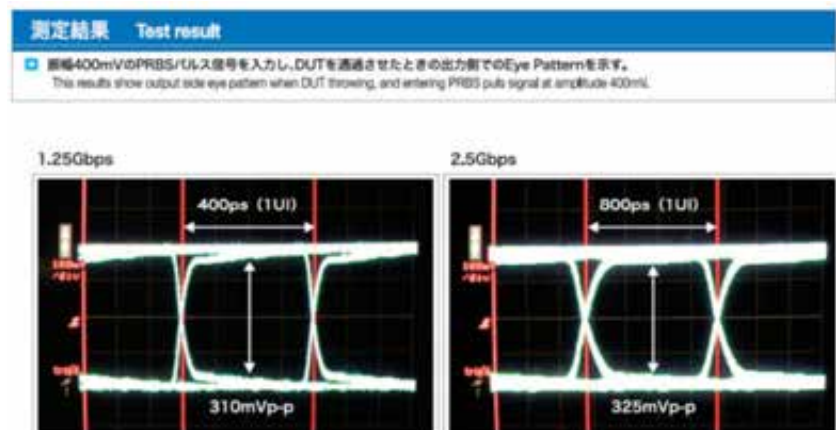 測定結果 Test result
振幅400mVのPRBSパルス信号を入力し、DUTを通過させたときの出力側でのEye Patternを示す。
This results show output side eye pattern when DUT throwing, and entering PRBS puls signal at amplitude 400mV.
1.25Gbps
2.5Gbps
400ps (1UI)
800ps (1UI)
310mVp-p
325mVp-p